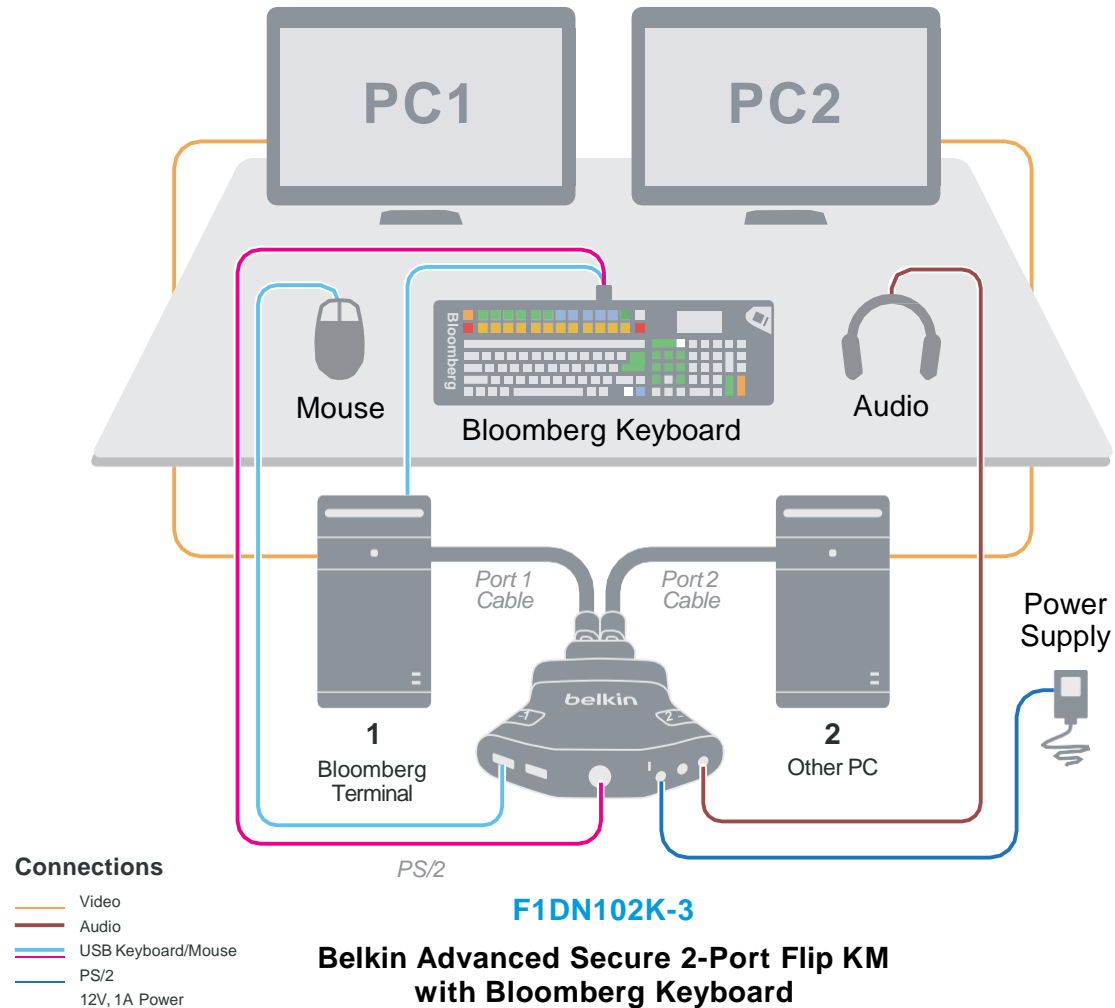 PC1
PC2
Bloomberg
Mouse
Bloomberg Keyboard
Audio
Port 1
Cable
Port 2
Cable
Power
Supply
belkin
-1
2 -
1
Bloomberg
Terminal
2
Other PC
PS/2
Connections
Video
Audio
USB Keyboard/Mouse
PS/2
12V, 1A Power
F1DN102K-3
Belkin Advanced Secure 2-Port Flip KM
with Bloomberg Keyboard